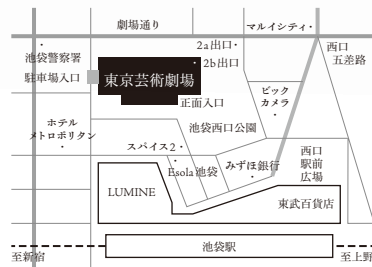 劇場通り
マルイシティ・
2a出口・
・2b出口
西口
五差路
池袋警察署
駐車場入口
東京芸術劇場
正面入口
ビック
カメラ
ホテル
メトロポリタン
池袋西口公園
スパイス2・
Esola池袋
みずほ銀行
西口
駅前
広場
LUMINE
東武百貨店
池袋駅
至新宿
至上野